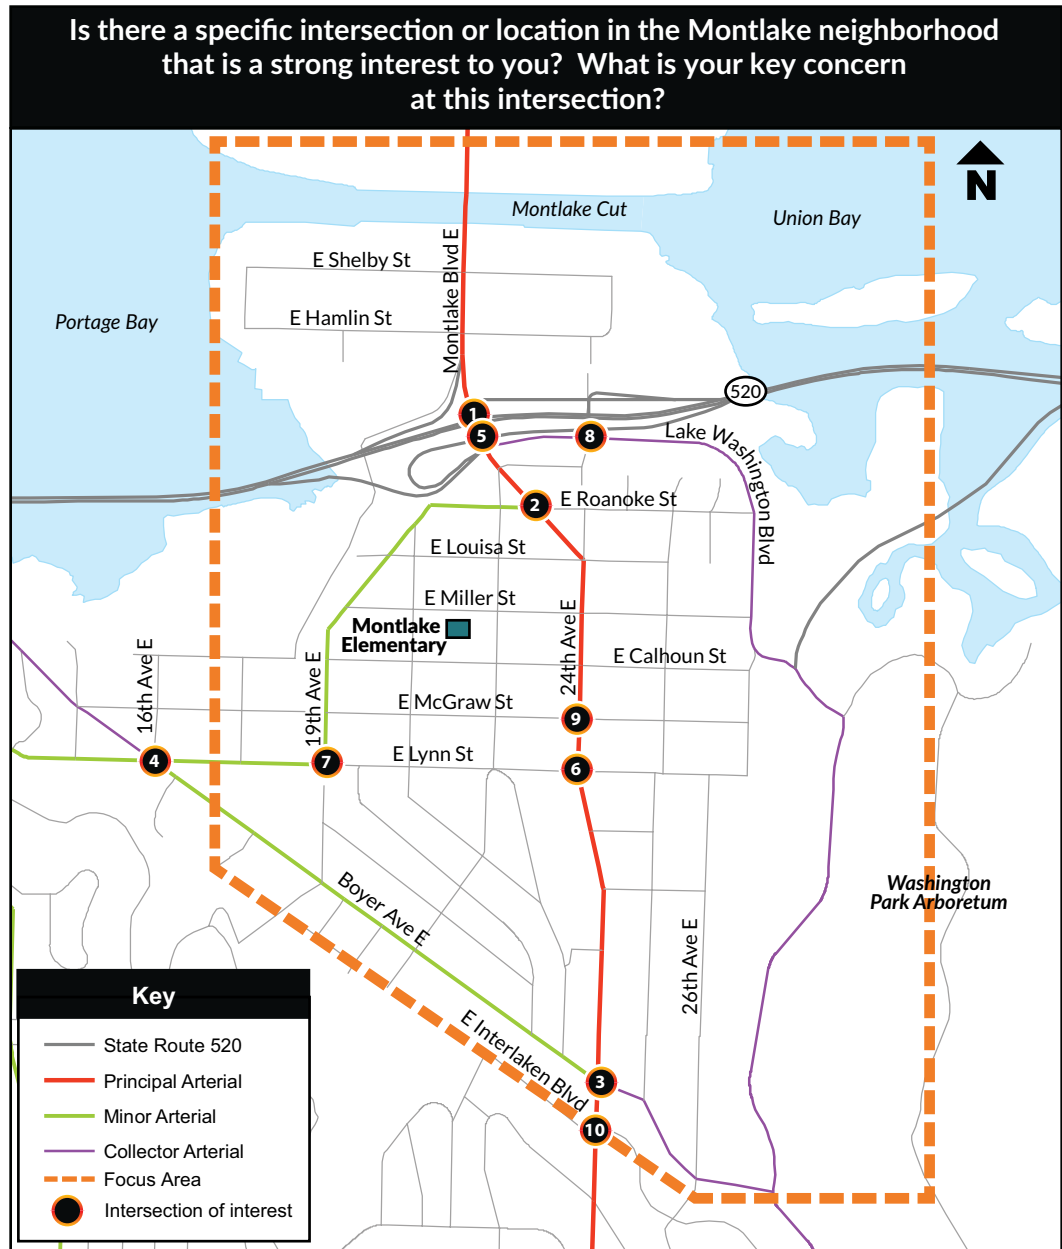 Is there a specific intersection or location in the Montlake neighborhood
that is a strong interest to you?  What is your key concern
at this intersection?
N
Montlake Cut
Union Bay
Portage Bay
Montlake Blvd E
E Shelby St
E Hamlin St
520
1
5
8
Lake Washington Blvd
2
E Roanoke St
E Louisa St
E Miller St
Montlake
Elementary
24th Ave E
E Calhoun St
16th Ave E
19th Ave E
E McGraw St
9
E Lynn St
4
7
6
Washington
Park Arboretum
Boyer Ave E
26th Ave E
E Interlaken Blvd
3
10
Key
State Route 520
Principal Arterial
Minor Arterial
Collector Arterial
Focus Area
Intersection of interest